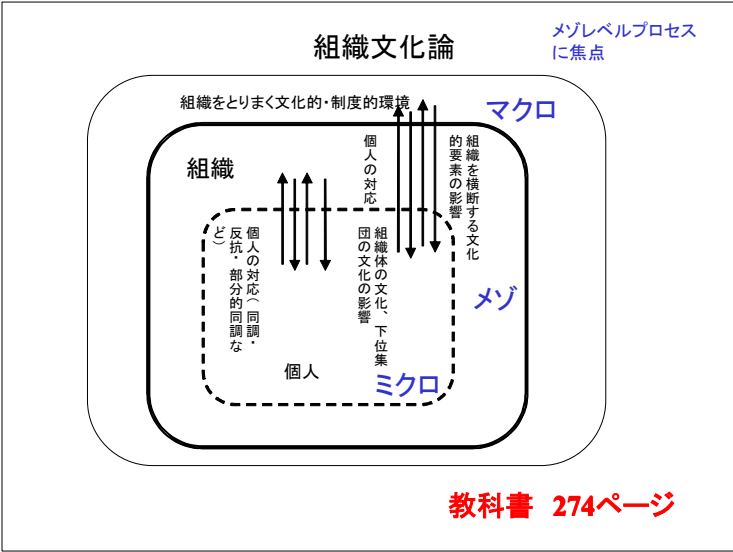 組織文化論
メゾレベルプロセス
に焦点
組織をとりまく文化的・制度的環境
マクロ
組織
個人の対応
組織を横断する文化
的要素の影響
個人の対応（同調・
反抗・部分的同調な
ど）
組織体の文化、下位集
団の文化の影響
メゾ
個人
ミクロ
教科書 274ページ